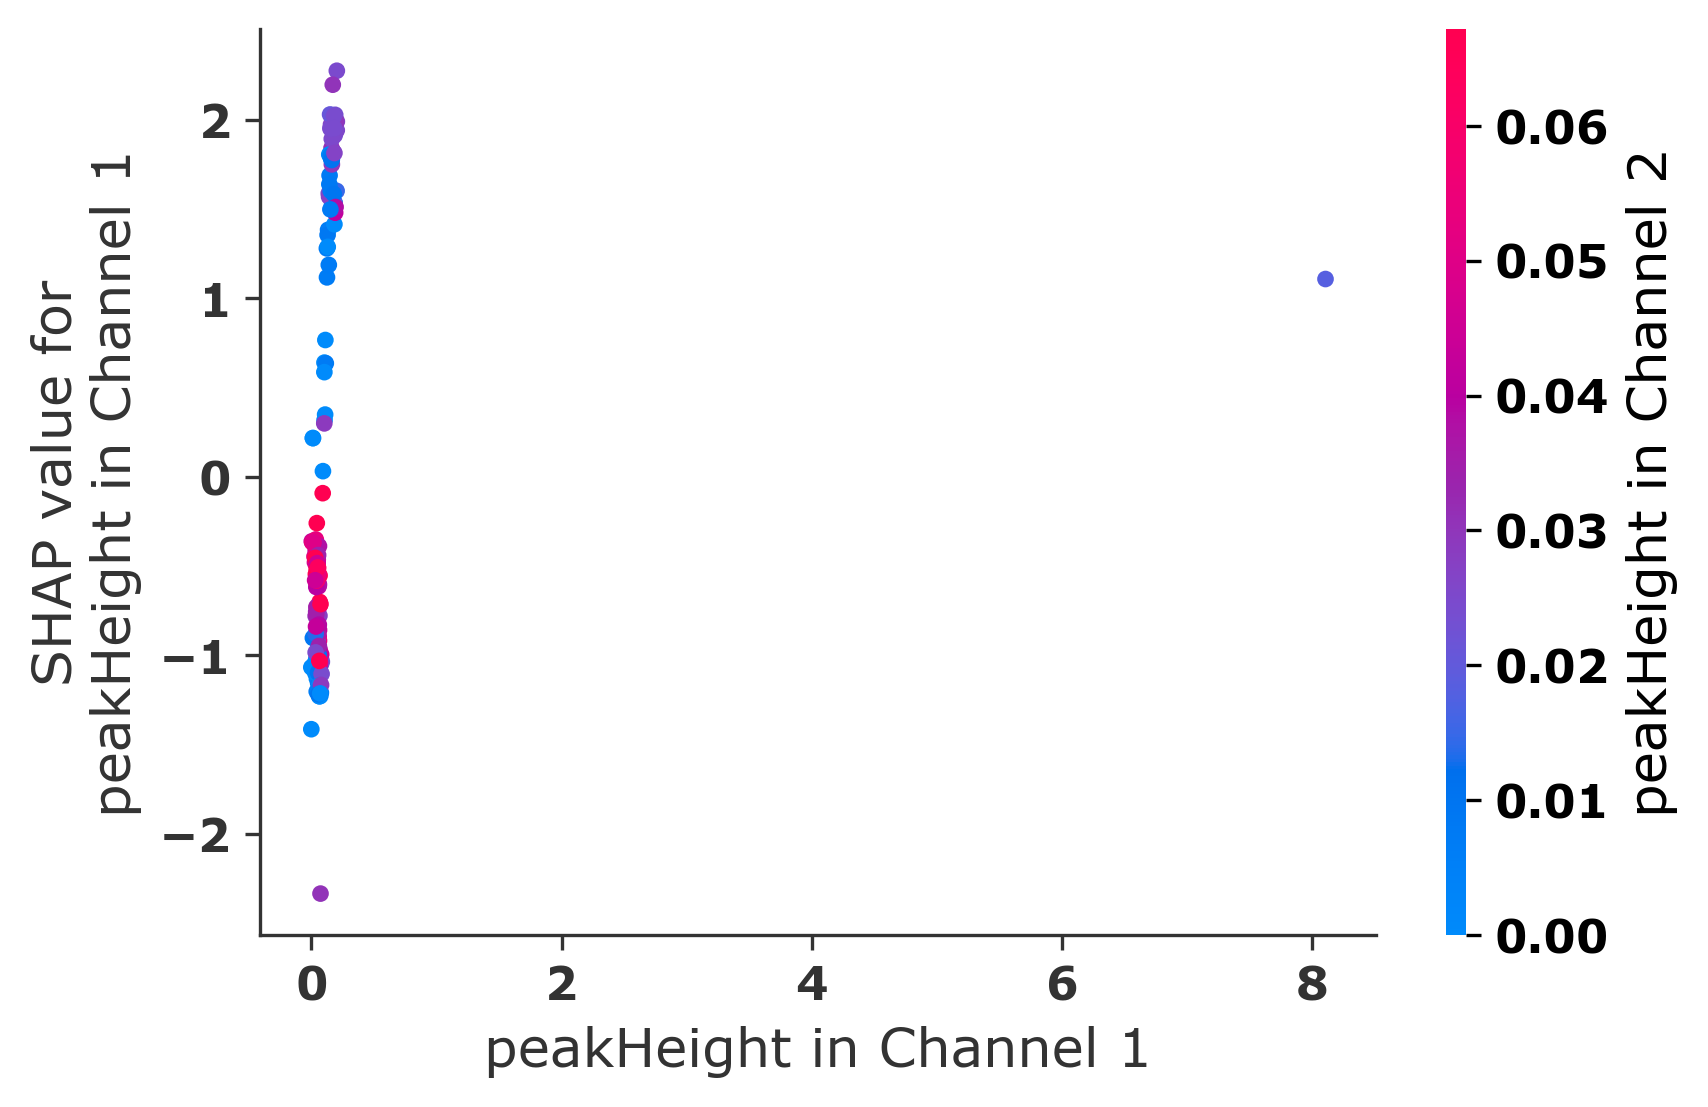 SHAP value for
peakHeight in Channel 1
2
1
0
−1
−2
0 2 4 6 8
peakHeight in Channel 1
0.06
0.05
0.04
0.03
0.02
0.01
0.00
peakHeight in Channel 2